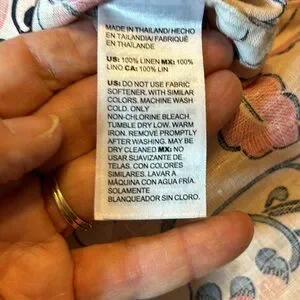 MADE IN THAILAND/ HECHO
EN TAILANDIA/ FABRIQUÉ
EN THAÏLANDE
US: 100% LINEN MX: 100%
LINO CA: 100% LIN
US: DO NOT USE FABRIC
SOFTENER. WITH SIMILAR
COLORS. MACHINE WASH
COLD. ONLY
NON-CHLORINE BLEACH.
TUMBLE DRY LOW. WARM
IRON. REMOVE PROMPTLY
AFTER WASHING. MAY BE
DRY CLEANED MX: NO
USAR SUAVIZANTE DE
TELAS. CON COLORES
SIMILARES. LAVAR A
MÁQUINA CON AGUA FRÍA.
SOLAMENTE
BLANQUEADOR SIN CLORO.